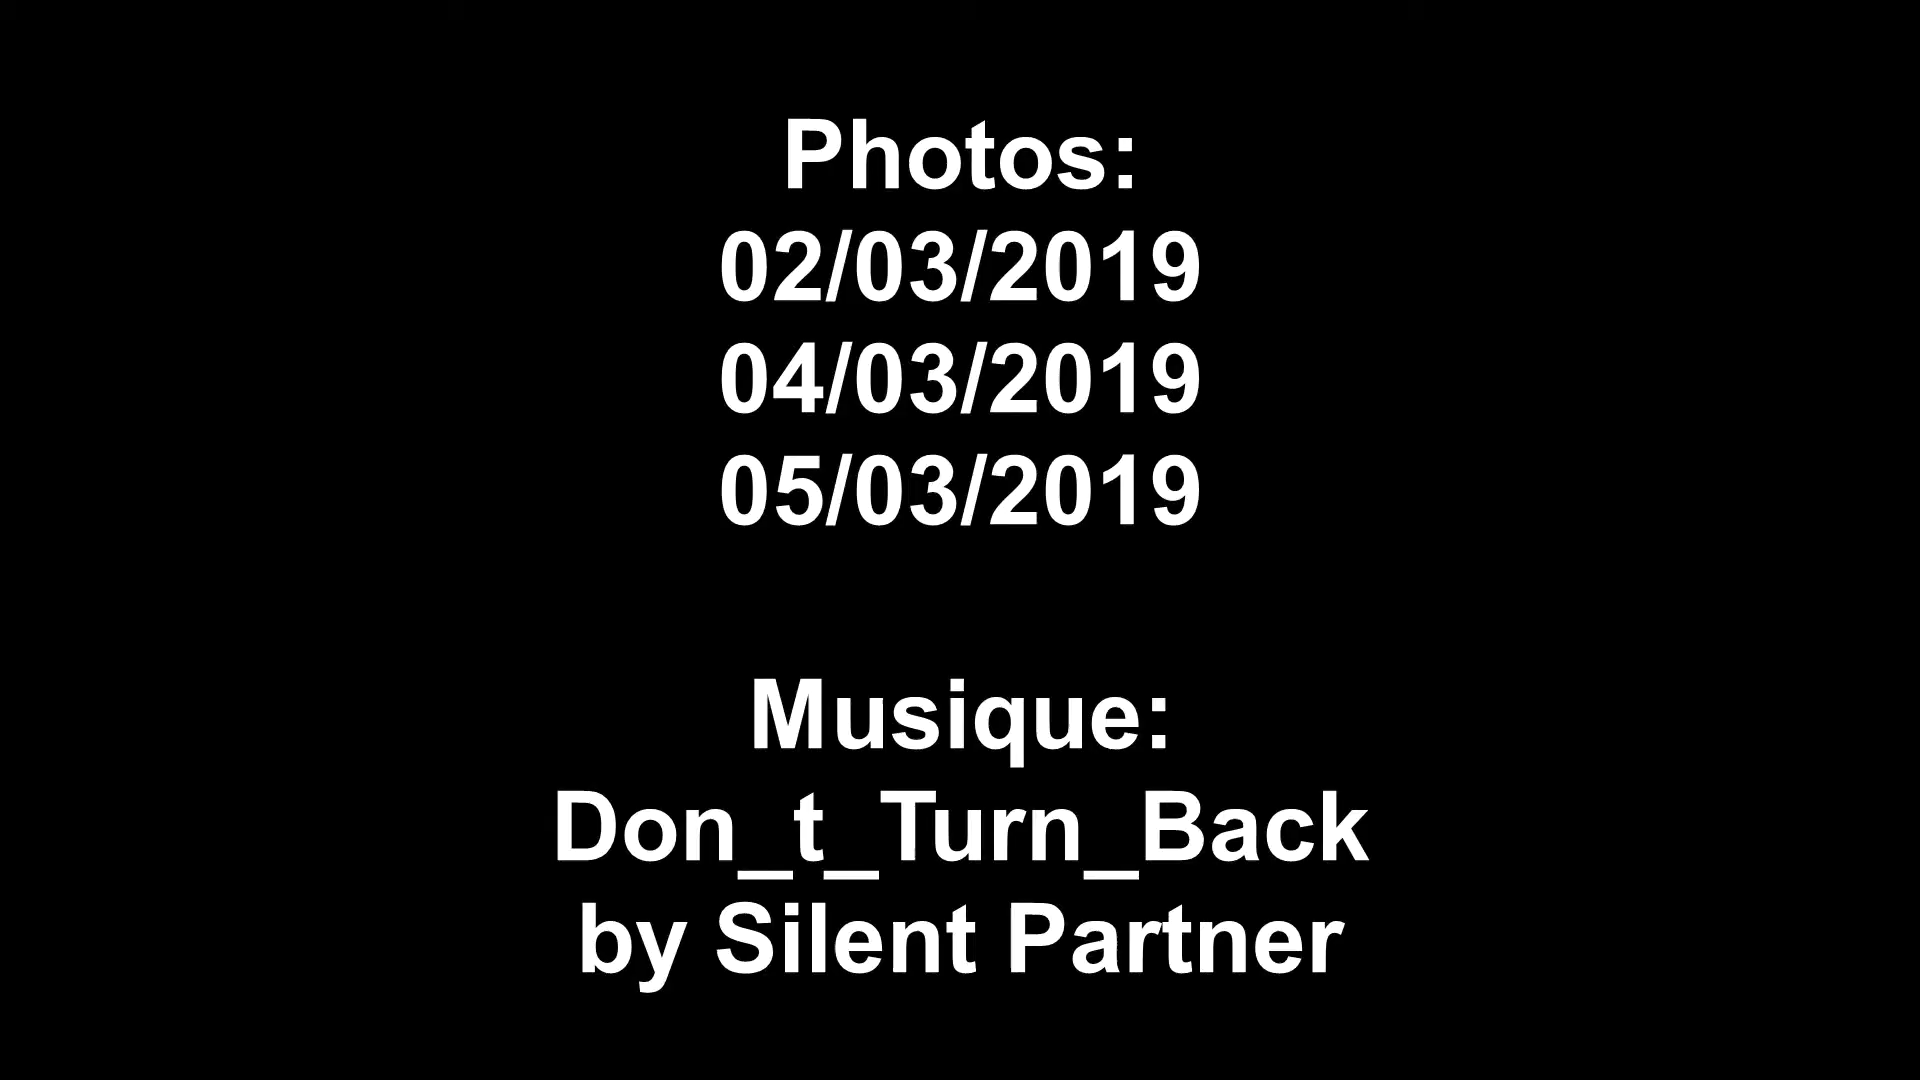 Photos:
02/03/2019
04/03/2019
05/03/2019
Musique:
Don_t_Turn_Back
by Silent Partner